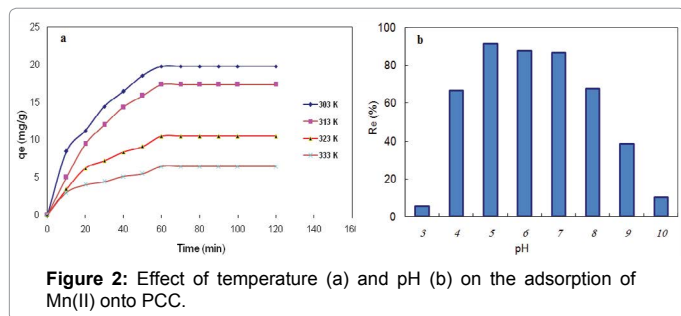 a
25
20
15
10
5
0
qe (mg/g)
0 20 40 60 80 100 120 140 160
Time (min)
303 K
313 K
323 K
333 K
b
100
80
60
40
20
0
Re (%)
3 4 5 6 7 8 9 10
pH
Figure 2: Effect of temperature (a) and pH (b) on the adsorption of
Mn(II) onto PCC.